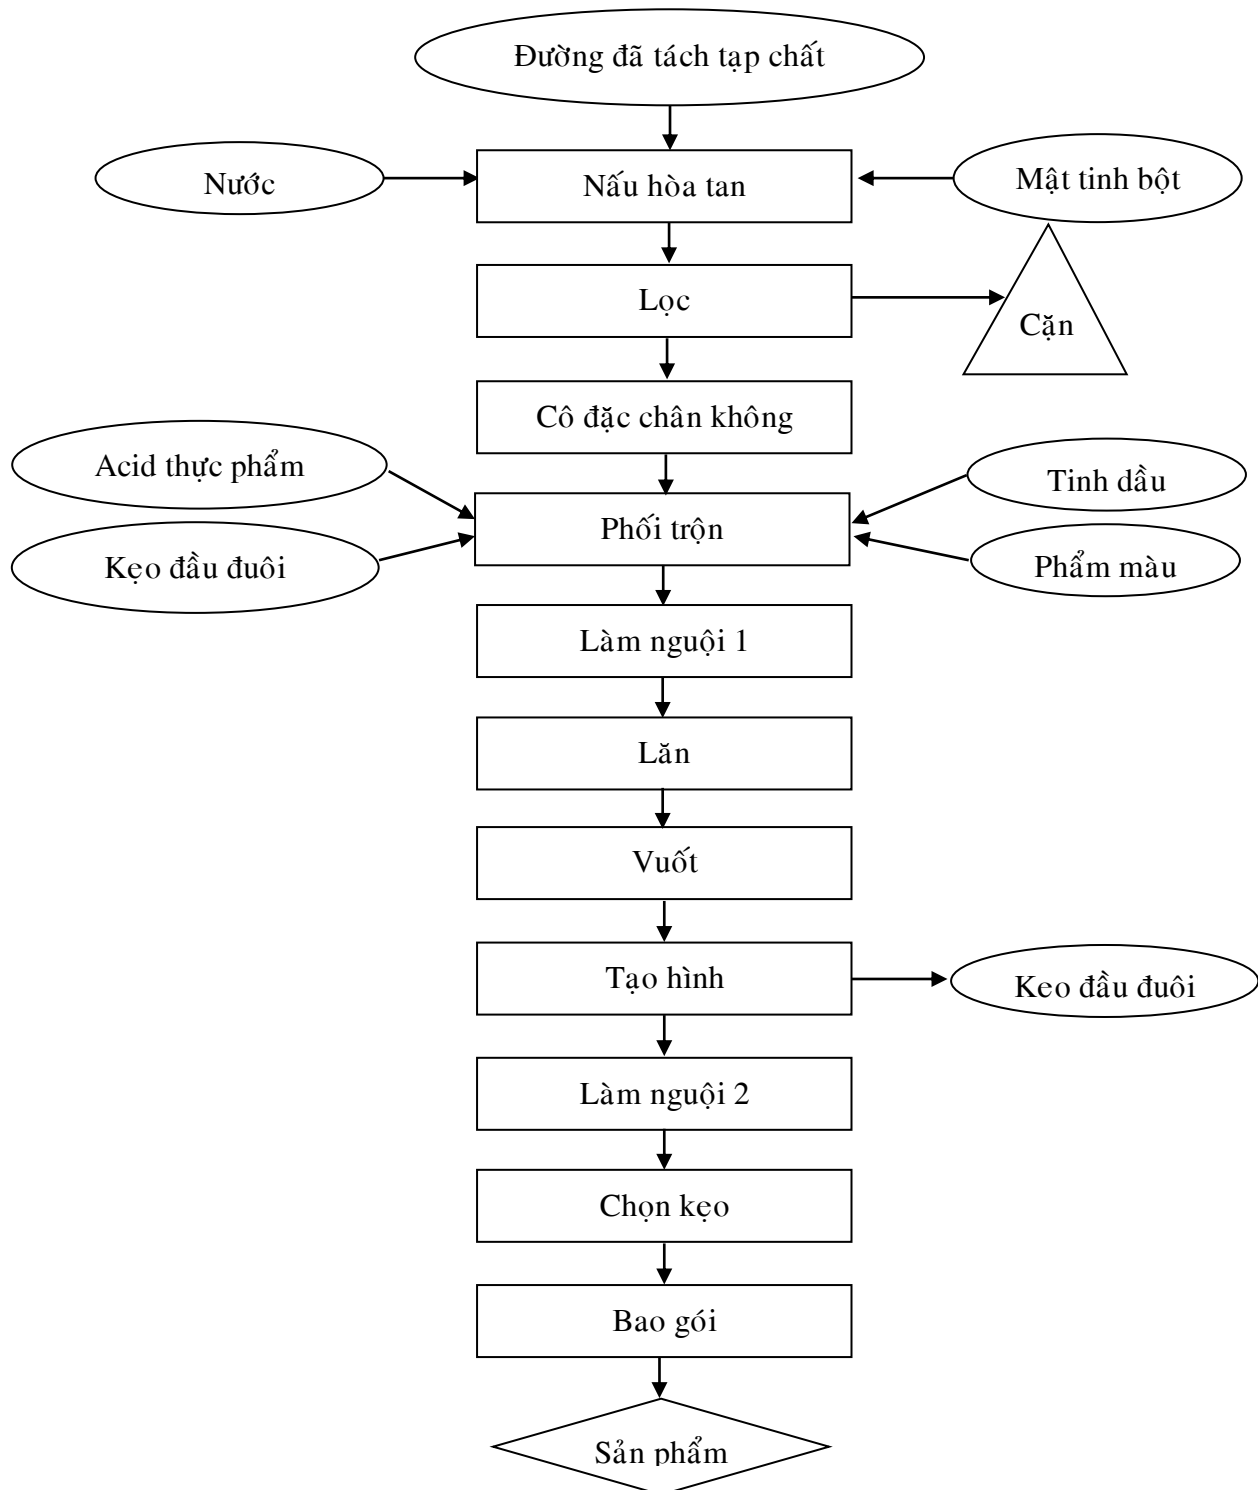 Đường đã tách tạp chất
Nước
Nấu hòa tan
Mật tinh bột
Lọc
Cặn
Cô đặc chân không
Acid thực phẩm
Tinh dầu
Phối trộn
Kẹo đầu đuôi
Phẩm màu
Làm nguội 1
Lăn
Vuốt
Tạo hình
Keo đầu đuôi
Làm nguội 2
Chọn kẹo
Bao gói
Sản phẩm